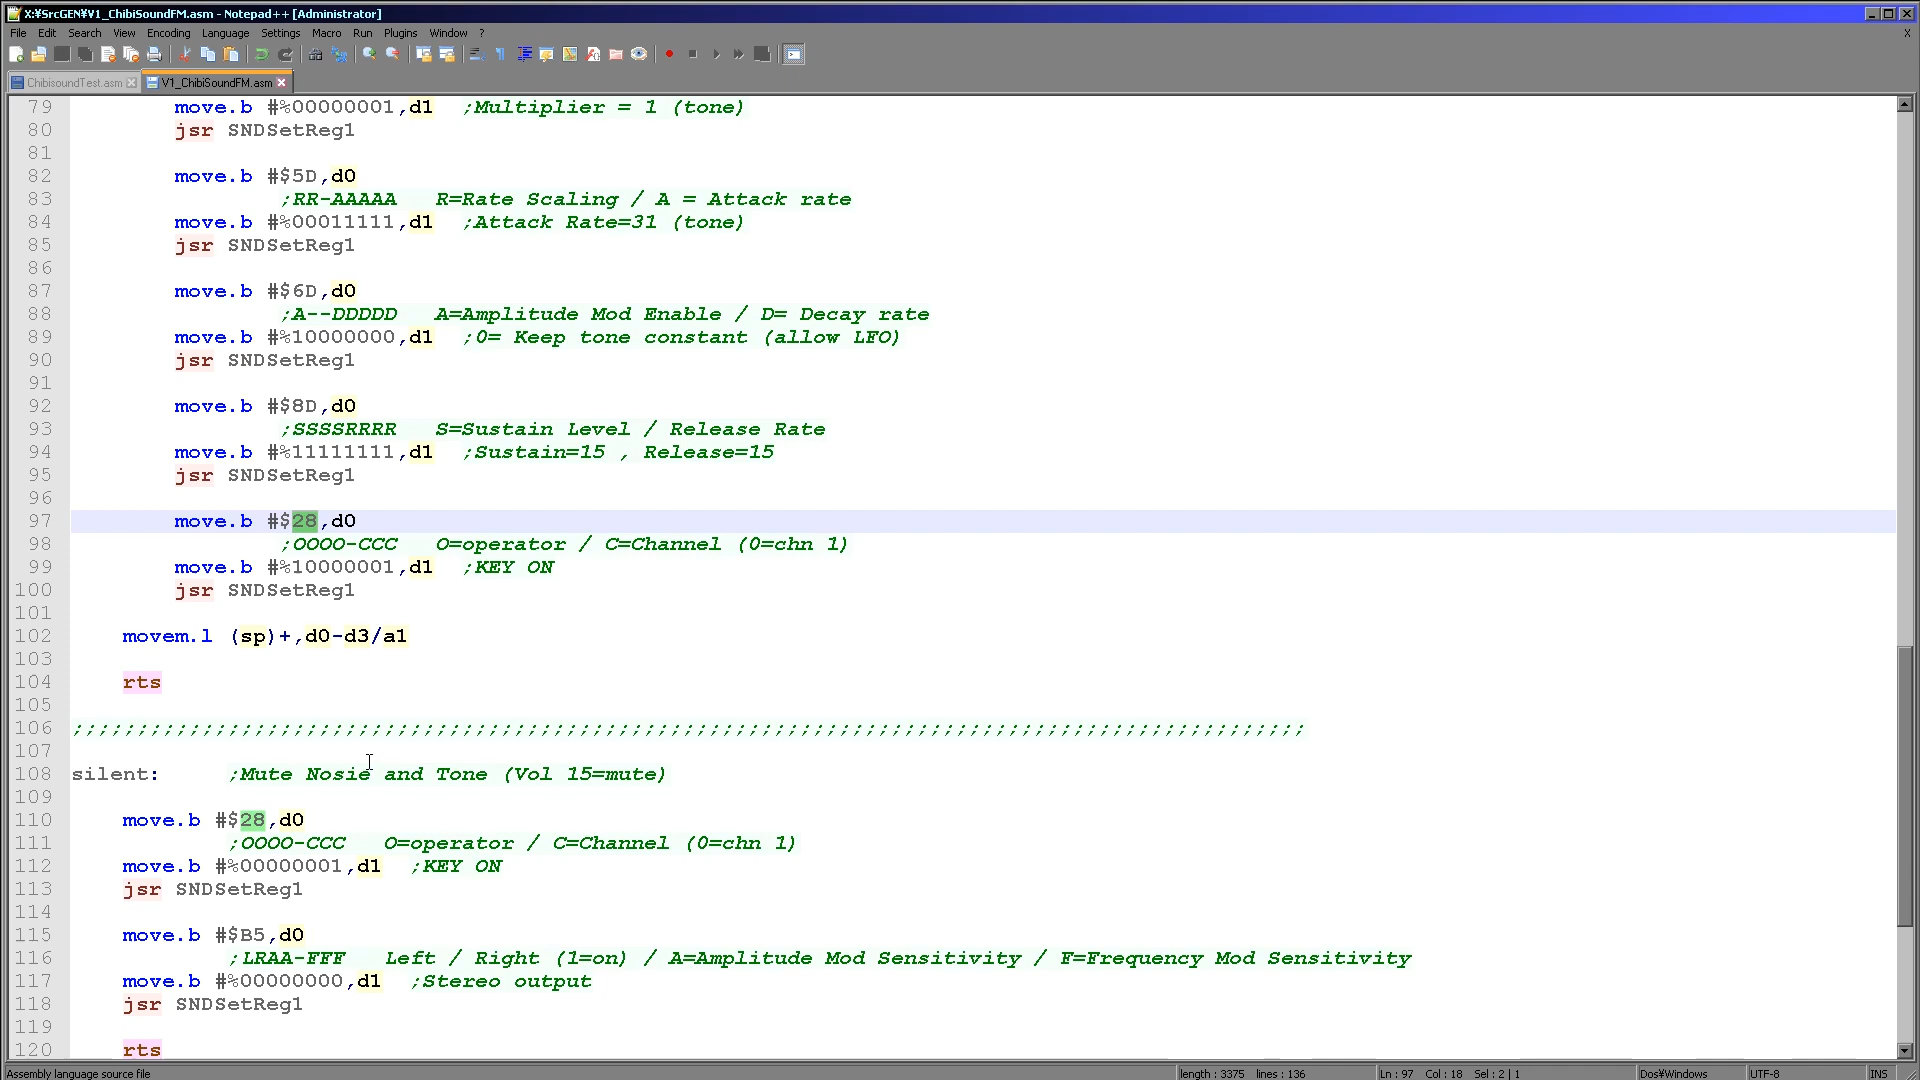 X:¥SrcGEN¥V1_ChibiSoundFM.asm - Notepad++ [Administrator]
File Edit Search View Encoding Language Settings Macro Run Plugins Window ? X
ChibisoundTest.asm V1_ChibiSoundFM.asm
79 move.b #%00000001,d1 ;Multiplier = 1 (tone)
80 jsr SNDSetReg1
81
82 move.b #$5D,d0
83 ;RR-AAAAA R=Rate Scaling / A = Attack rate
84 move.b #%00011111,d1 ;Attack Rate=31 (tone)
85 jsr SNDSetReg1
86
87 move.b #$6D,d0
88 ;A--DDDDD A=Amplitude Mod Enable / D= Decay rate
89 move.b #%10000000,d1 ;0= Keep tone constant (allow LFO)
90 jsr SNDSetReg1
91
92 move.b #$8D,d0
93 ;SSSSRRRR S=Sustain Level / Release Rate
94 move.b #%11111111,d1 ;Sustain=15 , Release=15
95 jsr SNDSetReg1
96
97 move.b #$28,d0
98 ;OOOO-CCC O=operator / C=Channel (0=chn 1)
99 move.b #%10000001,d1 ;KEY ON
100 jsr SNDSetReg1
101
102 movem.l (sp)+,d0-d3/a1
103
104 rts
105
106 ;;;;;;;;;;;;;;;;;;;;;;;;;;;;;;;;;;;;;;;;;;;;;;;;;;;;;;;;;;;;;;;;;;;;;;;;;;;;;;;;;;;;;;;;;;;;;;;
107
108 silent: ;Mute Nosie and Tone (Vol 15=mute)
109
110 move.b #$28,d0
111 ;OOOO-CCC O=operator / C=Channel (0=chn 1)
112 move.b #%00000001,d1 ;KEY ON
113 jsr SNDSetReg1
114
115 move.b #$B5,d0
116 ;LRAA-FFF Left / Right (1=on) / A=Amplitude Mod Sensitivity / F=Frequency Mod Sensitivity
117 move.b #%00000000,d1 ;Stereo output
118 jsr SNDSetReg1
119
120 rts
Assembly language source file length : 3375 lines : 136 Ln : 97 Col : 18 Sel : 2 | 1 Dos¥Windows UTF-8 INS